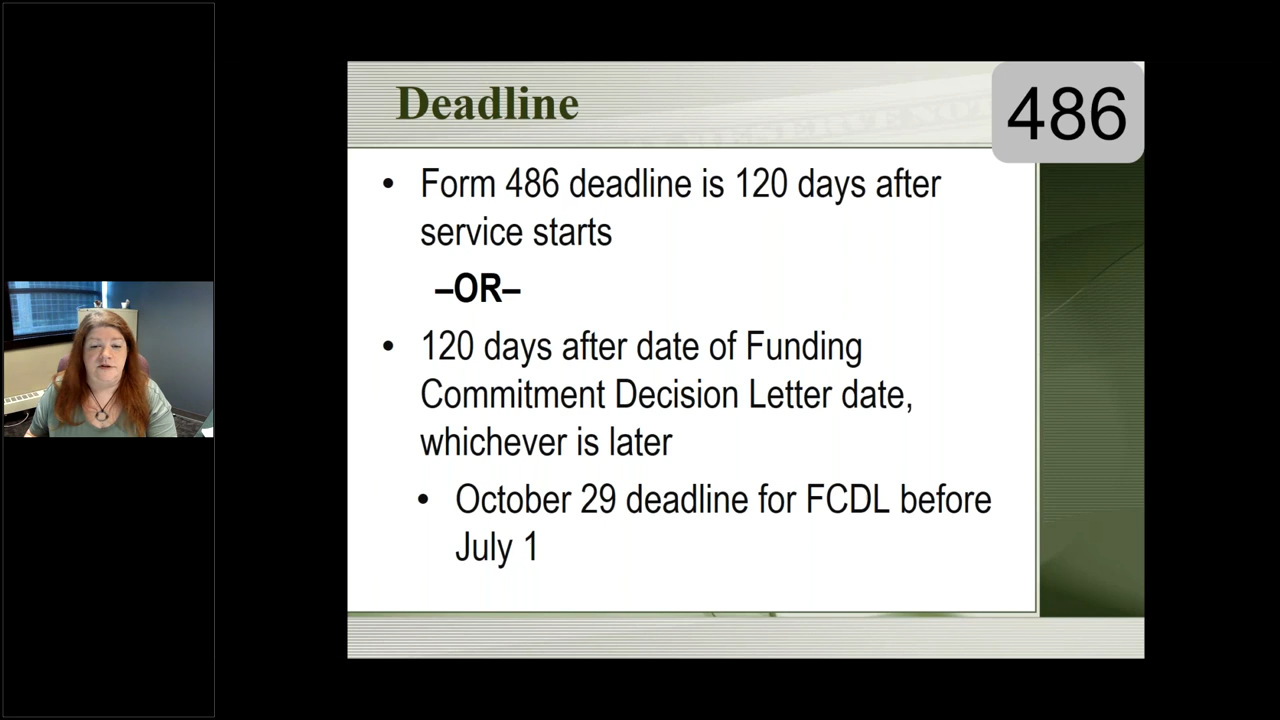 Deadline
486
• Form 486 deadline is 120 days after
service starts
–OR–
• 120 days after date of Funding
Commitment Decision Letter date,
whichever is later
• October 29 deadline for FCDL before
July 1